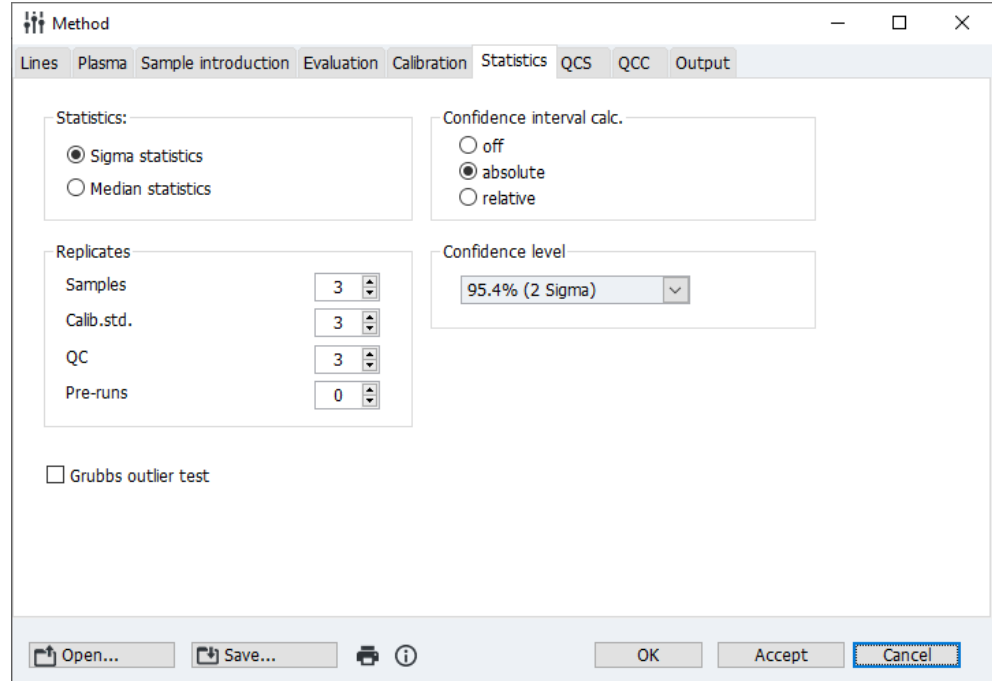 Method
Lines Plasma Sample introduction Evaluation Calibration Statistics QCS QCC Output
Statistics:
Sigma statistics
Median statistics
Confidence interval calc.
off
absolute
relative
Replicates
Samples 3
Calib.std. 3
QC 3
Pre-runs 0
Confidence level
95.4% (2 Sigma)
Grubbs outlier test
Open... Save... OK Accept Cancel